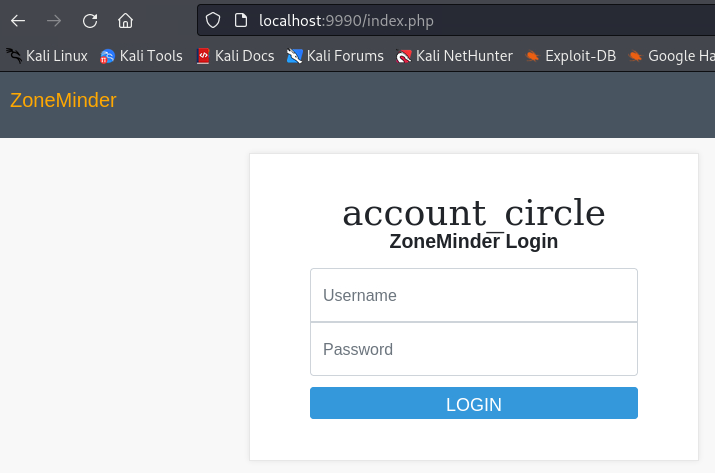 localhost:9990/index.php
Kali Linux Kali Tools Kali Docs Kali Forums Kali NetHunter Exploit-DB Google Ha
ZoneMinder
account_circle
ZoneMinder Login
Username
Password
LOGIN